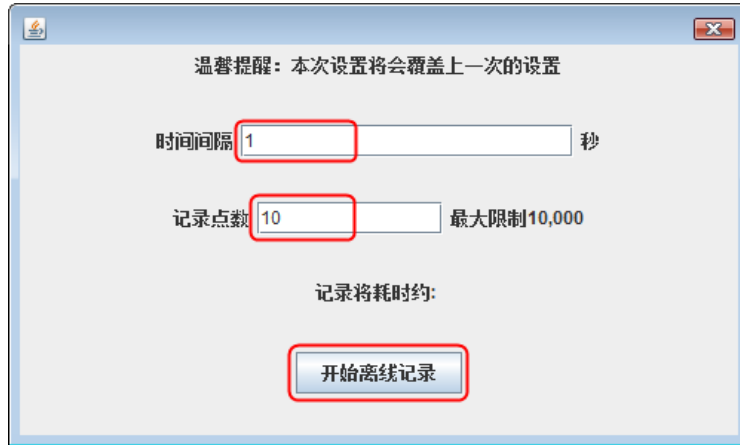 温馨提醒：本次设置将会覆盖上一次的设置
时间间隔 1 秒
记录点数 10 最大限制10,000
记录将耗时约:
开始离线记录